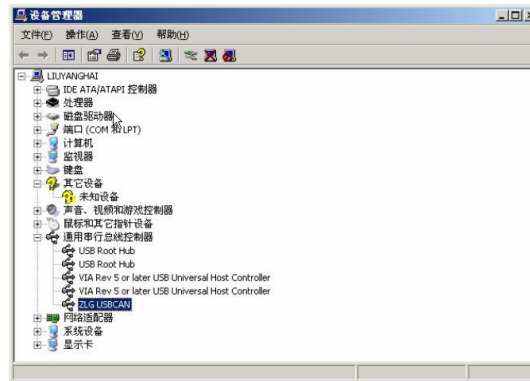 设备管理器
文件(F) 操作(A) 查看(V) 帮助(H)
LIUYANGHAI
IDE ATA/ATAPI 控制器
处理器
磁盘驱动器
端口 (COM 和 LPT)
计算机
监视器
键盘
其它设备
未知设备
声音、视频和游戏控制器
鼠标和其它指针设备
通用串行总线控制器
USB Root Hub
USB Root Hub
VIA Rev 5 or later USB Universal Host Controller
VIA Rev 5 or later USB Universal Host Controller
ZLG USBCAN
网络适配器
系统设备
显示卡